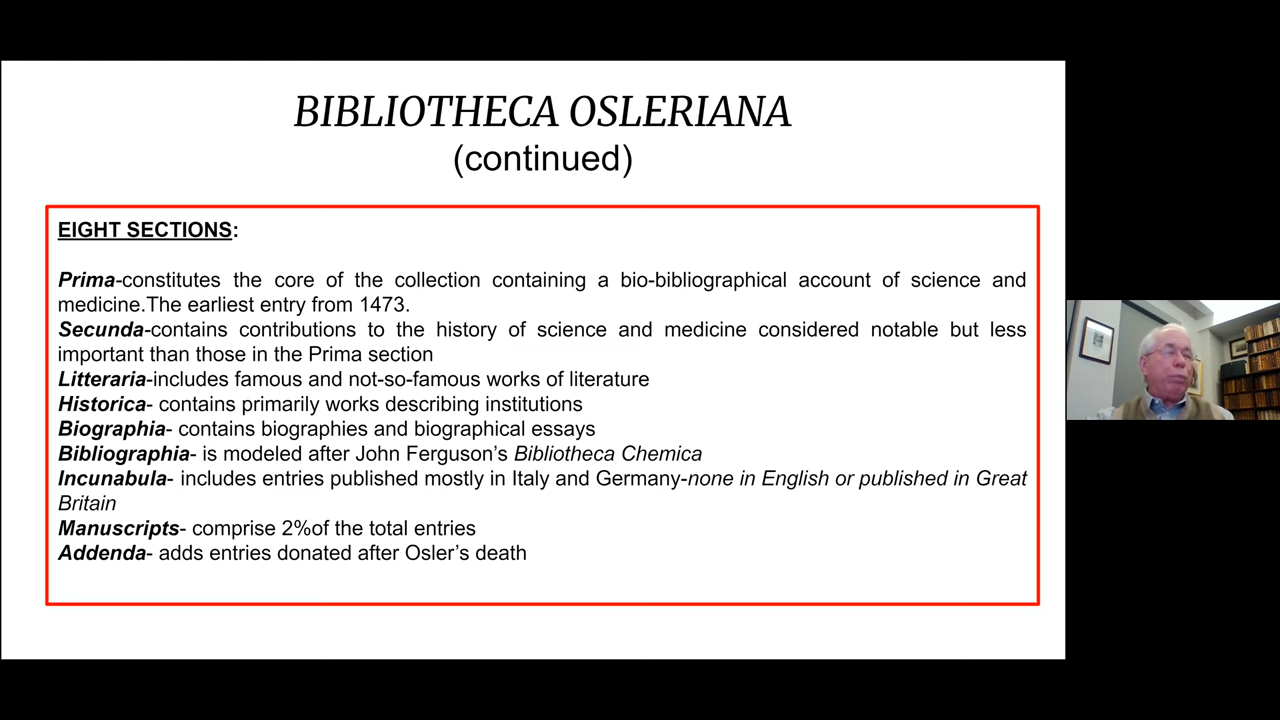 BIBLIOTHECA OSLERIANA
(continued)
EIGHT SECTIONS:
Prima-constitutes the core of the collection containing a bio-bibliographical account of science and
medicine.The earliest entry from 1473.
Secunda-contains contributions to the history of science and medicine considered notable but less
important than those in the Prima section
Litteraria-includes famous and not-so-famous works of literature
Historica- contains primarily works describing institutions
Biographia- contains biographies and biographical essays
Bibliographia- is modeled after John Ferguson’s Bibliotheca Chemica
Incunabula- includes entries published mostly in Italy and Germany-none in English or published in Great
Britain
Manuscripts- comprise 2%of the total entries
Addenda- adds entries donated after Osler’s death